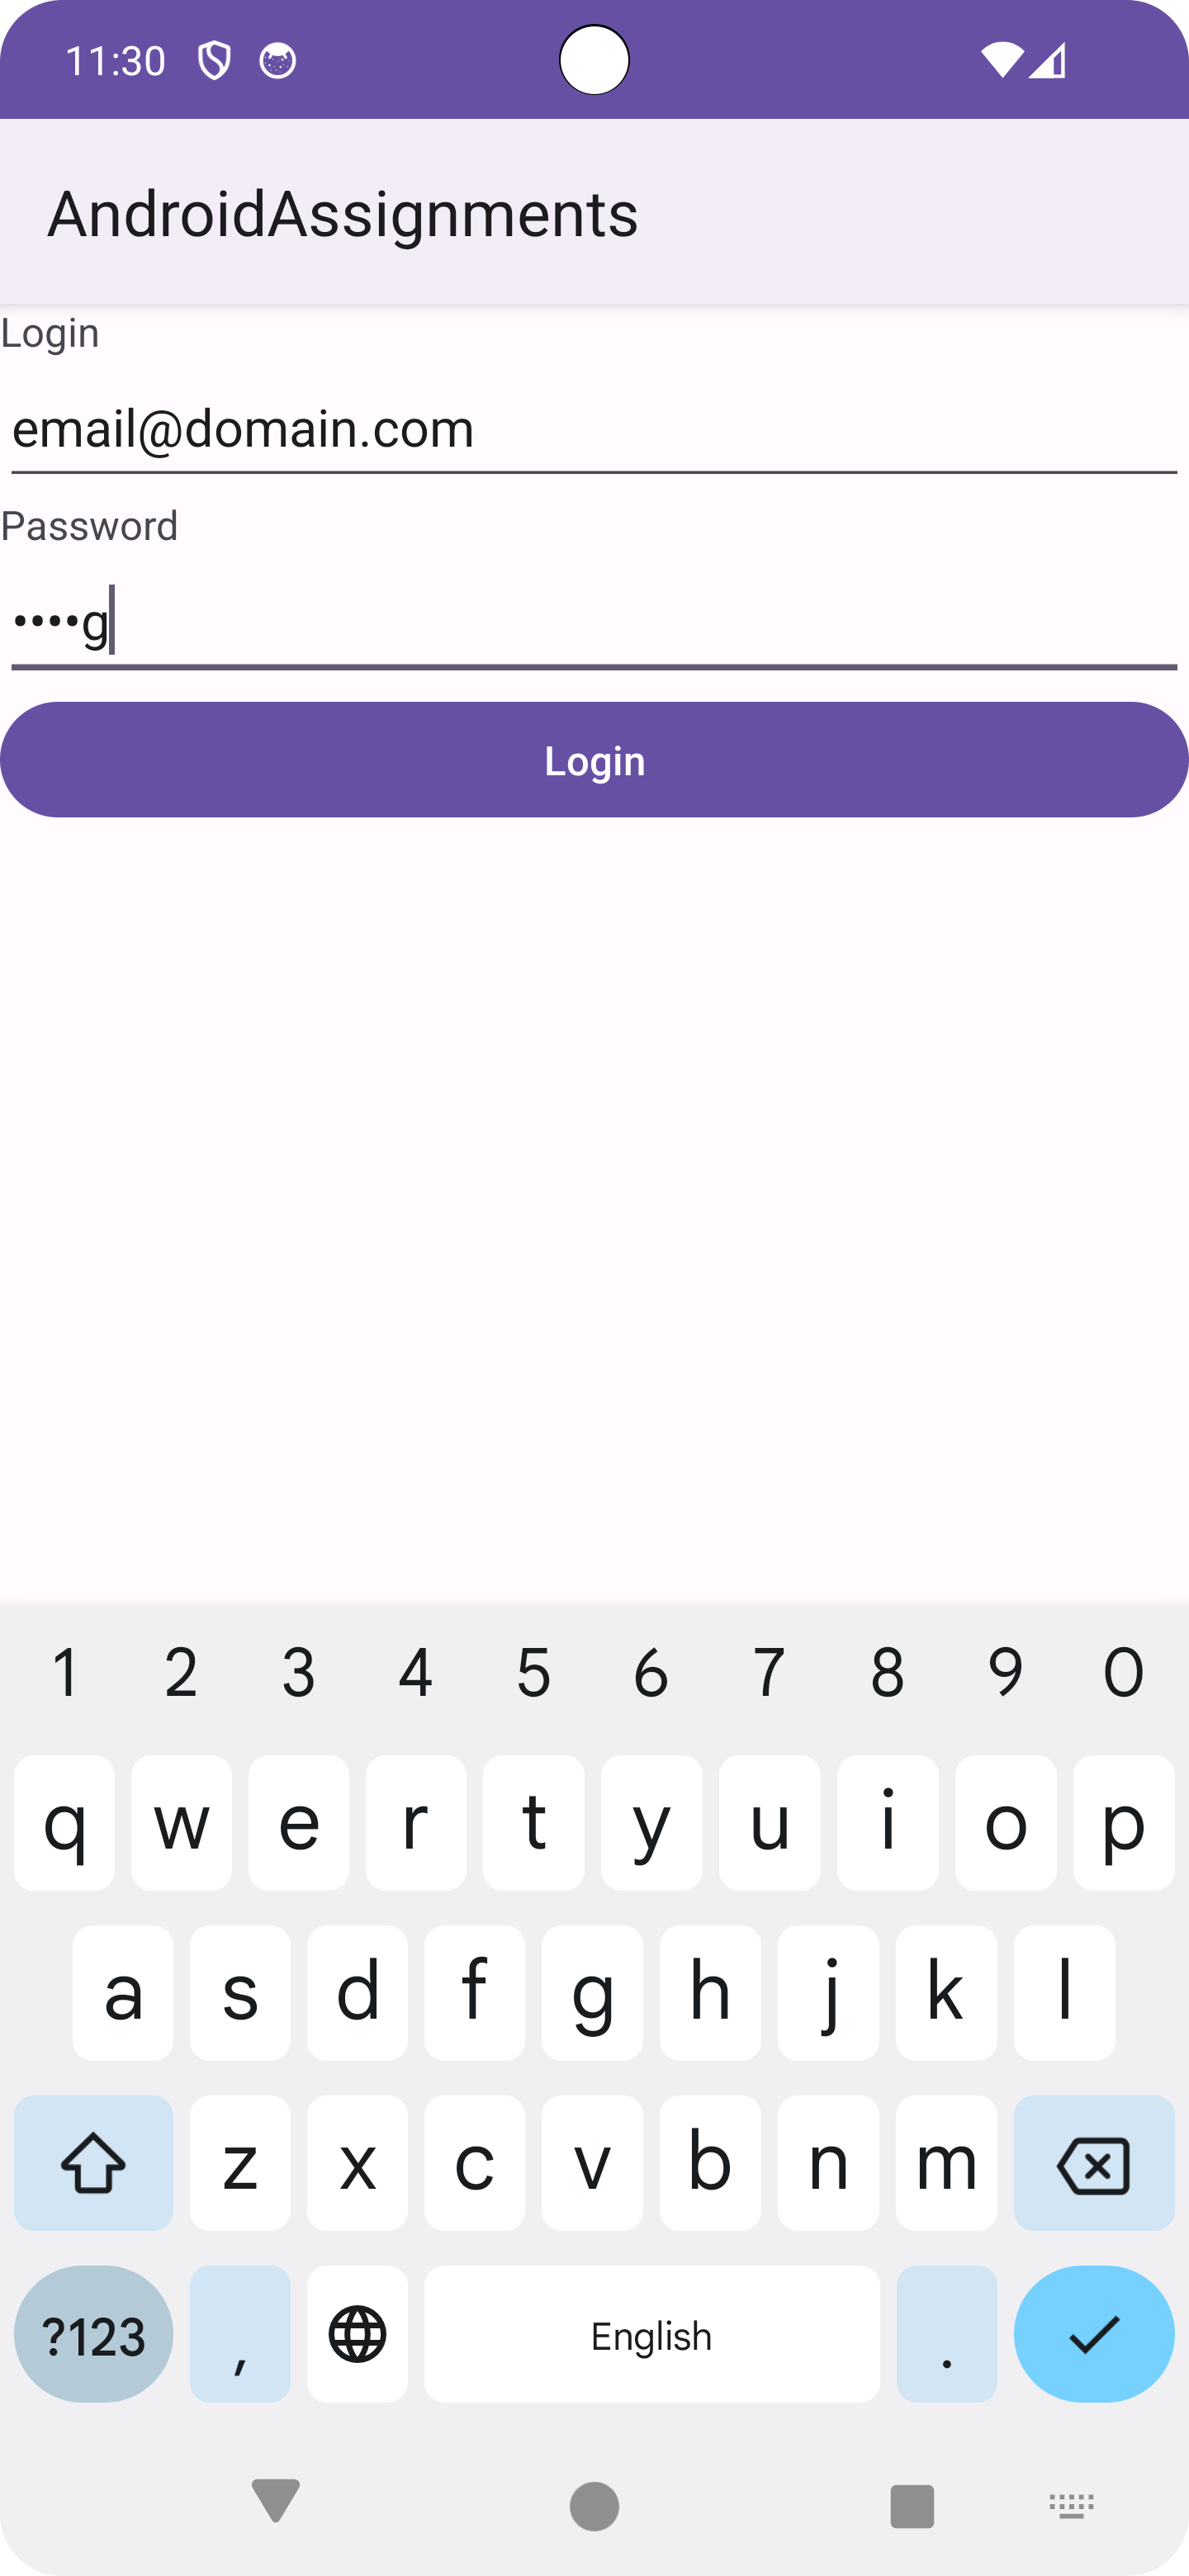 11:30
AndroidAssignments
Login
email@domain.com
Password
••••g
Login
1 2 3 4 5 6 7 8 9 0
q w e r t y u i o p
a s d f g h j k l
z x c v b n m
?123 , English .